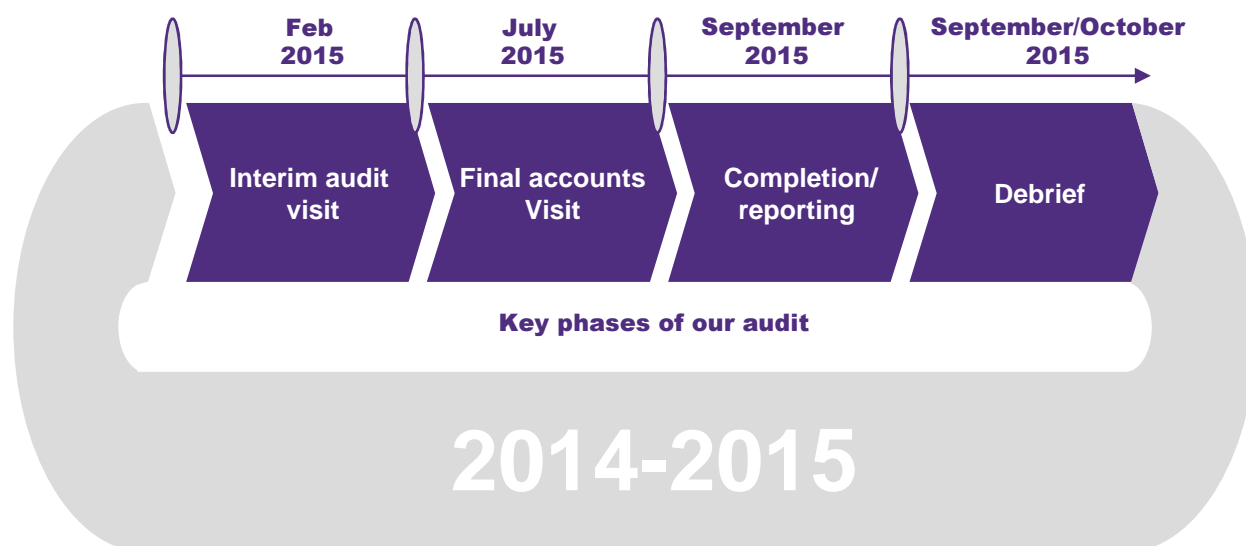 Feb
2015
July
2015
September
2015
September/October
2015
Interim audit
visit
Final accounts
Visit
Completion/
reporting
Debrief
Key phases of our audit
2014-2015